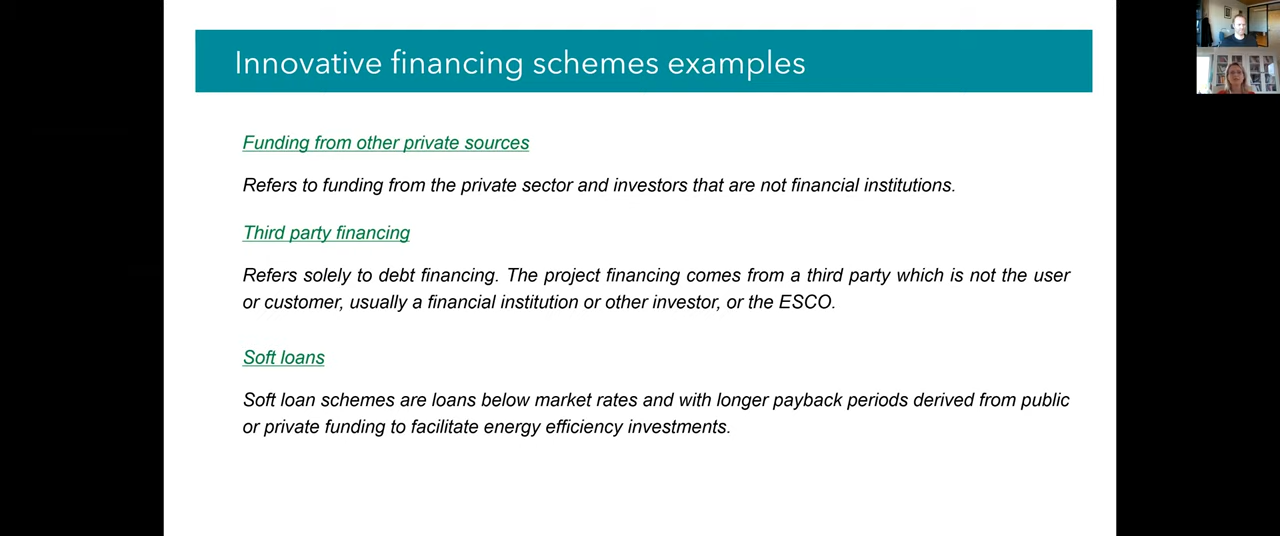 Innovative financing schemes examples
Funding from other private sources
Refers to funding from the private sector and investors that are not financial institutions.
Third party financing
Refers solely to debt financing. The project financing comes from a third party which is not the user
or customer, usually a financial institution or other investor, or the ESCO.
Soft loans
Soft loan schemes are loans below market rates and with longer payback periods derived from public
or private funding to facilitate energy efficiency investments.